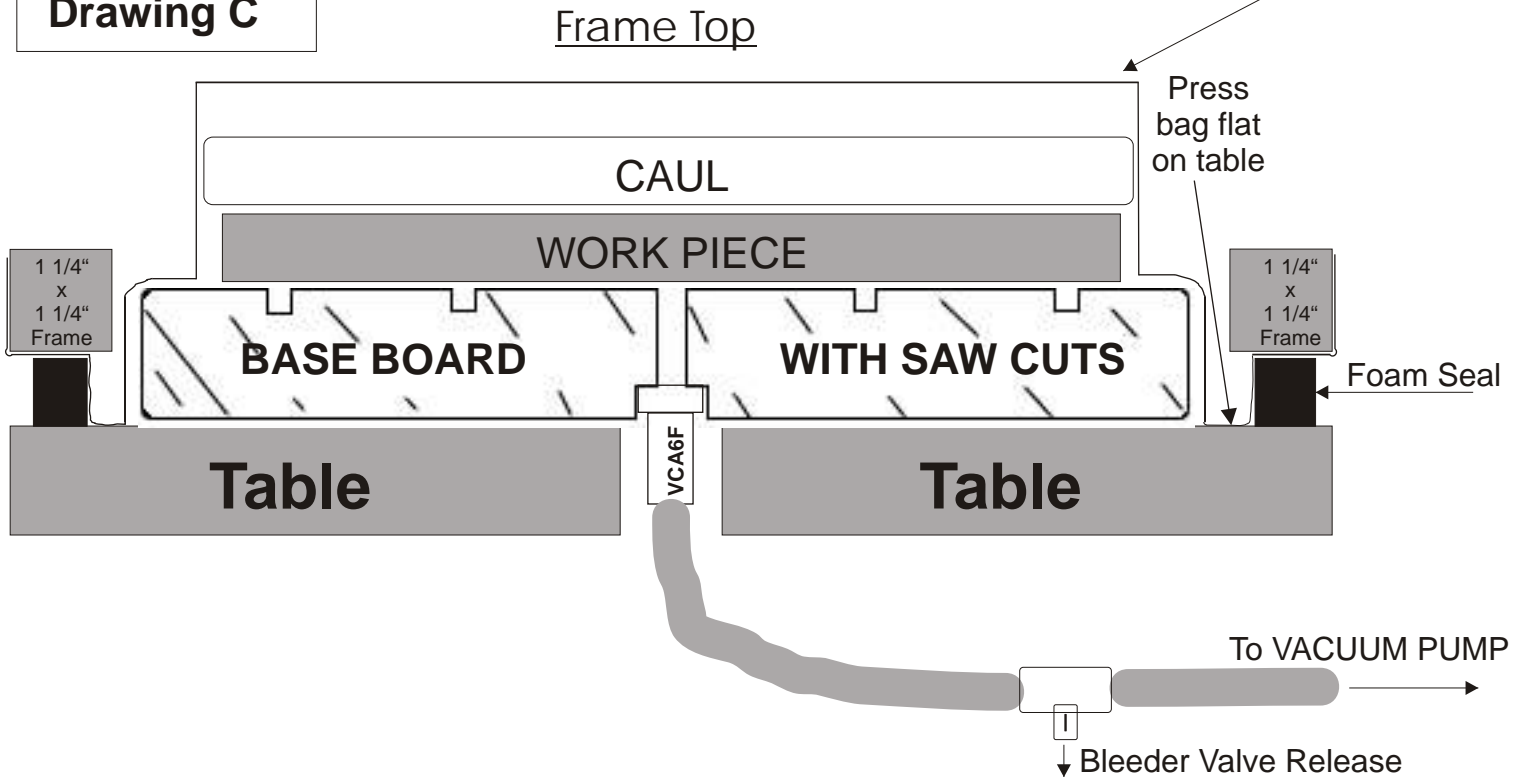 Drawing C
Frame Top
Press
bag flat
on table
CAUL
WORK PIECE
1 1/4“
x
1 1/4“
Frame
1 1/4“
x
1 1/4“
Frame
BASE BOARD
WITH SAW CUTS
Foam Seal
VCA6F
Table
Table
To VACUUM PUMP
Bleeder Valve Release